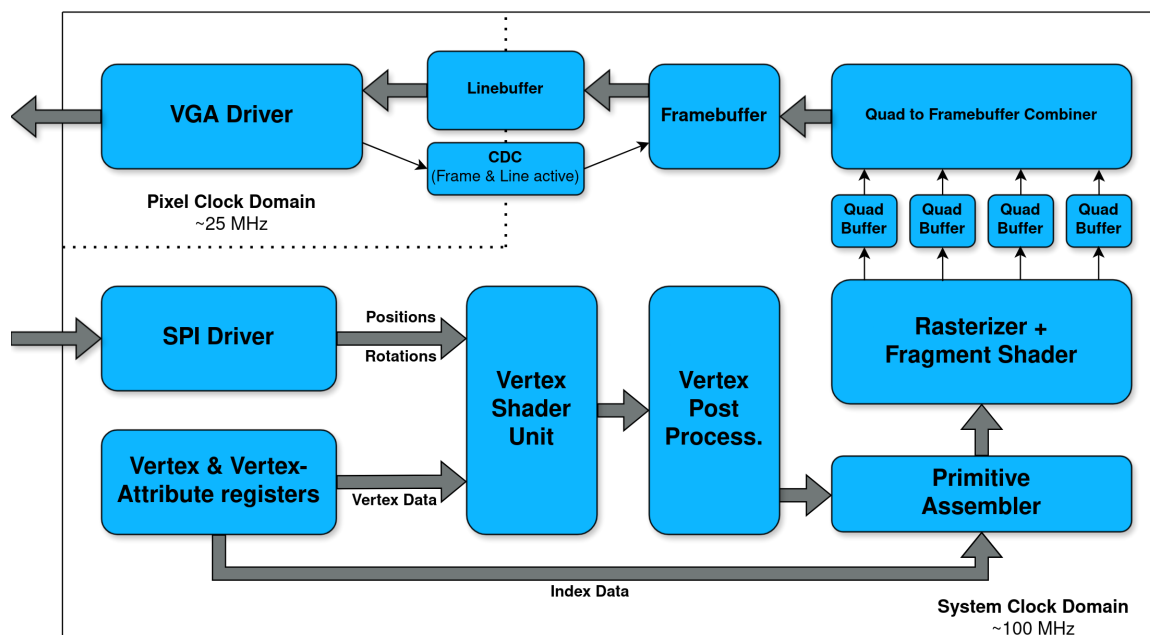 VGA Driver
Linebuffer
CDC
(Frame & Line active)
Framebuffer
Quad to Framebuffer Combiner
Pixel Clock Domain
~25 MHz
Quad
Buffer
Quad
Buffer
Quad
Buffer
Quad
Buffer
SPI Driver
Positions
Rotations
Vertex
Shader
Unit
Vertex
Post
Process.
Rasterizer +
Fragment Shader
Vertex & Vertex-
Attribute registers
Vertex Data
Primitive
Assembler
Index Data
System Clock Domain
~100 MHz